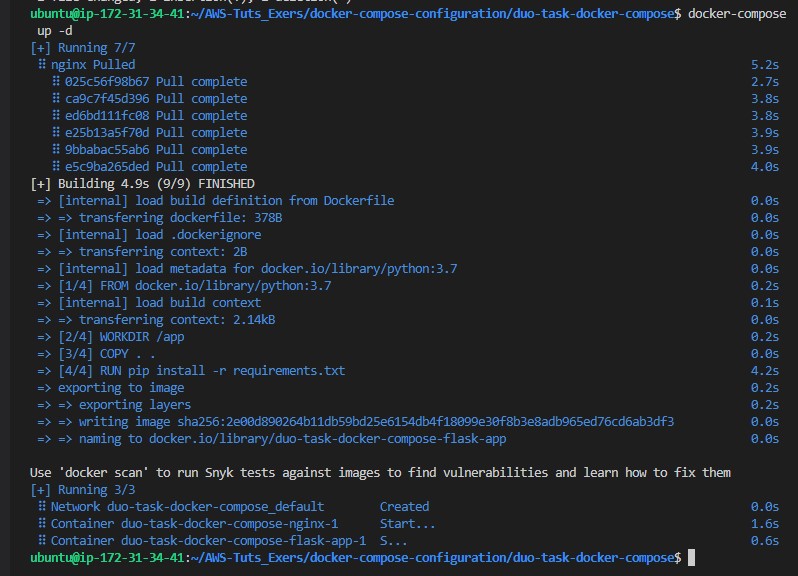 ubuntu@ip-172-31-34-41:~/AWS-Tuts_Exers/docker-compose-configuration/duo-task-docker-compose$ docker-compose
up -d
[+] Running 7/7
⠿ nginx Pulled 5.2s
⠿ 025c56f98b67 Pull complete 2.7s
⠿ ca9c7f45d396 Pull complete 3.8s
⠿ ed6bd111fc08 Pull complete 3.8s
⠿ e25b13a5f70d Pull complete 3.9s
⠿ 9bbabac55ab6 Pull complete 3.9s
⠿ e5c9ba265ded Pull complete 4.0s
[+] Building 4.9s (9/9) FINISHED
=> [internal] load build definition from Dockerfile 0.0s
=> => transferring dockerfile: 378B 0.0s
=> [internal] load .dockerignore 0.0s
=> => transferring context: 2B 0.0s
=> [internal] load metadata for docker.io/library/python:3.7 0.0s
=> [1/4] FROM docker.io/library/python:3.7 0.2s
=> [internal] load build context 0.1s
=> => transferring context: 2.14kB 0.0s
=> [2/4] WORKDIR /app 0.2s
=> [3/4] COPY . . 0.0s
=> [4/4] RUN pip install -r requirements.txt 4.2s
=> exporting to image 0.2s
=> => exporting layers 0.2s
=> => writing image sha256:2e00d890264b11db59bd25e6154db4f18099e30f8b3e8adb965ed76cd6ab3df3 0.0s
=> => naming to docker.io/library/duo-task-docker-compose-flask-app 0.0s
Use 'docker scan' to run Snyk tests against images to find vulnerabilities and learn how to fix them
[+] Running 3/3
⠿ Network duo-task-docker-compose_default Created 0.0s
⠿ Container duo-task-docker-compose-nginx-1 Start... 1.6s
⠿ Container duo-task-docker-compose-flask-app-1 S... 0.6s
ubuntu@ip-172-31-34-41:~/AWS-Tuts_Exers/docker-compose-configuration/duo-task-docker-compose$